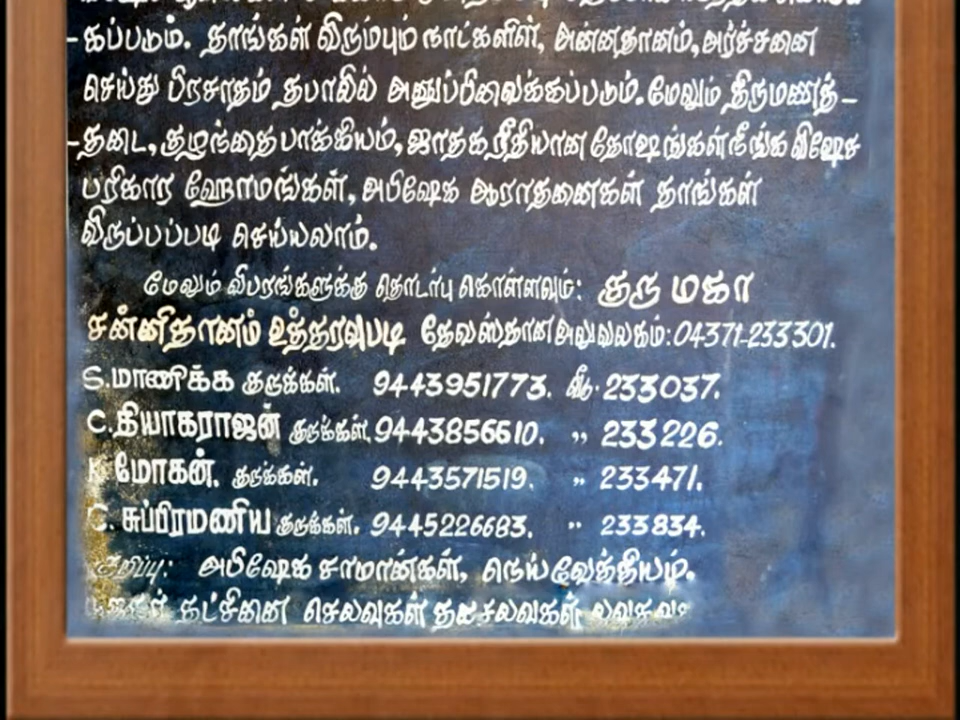 -கப்படும். தாங்கள் விரும்பும் நாட்களில், அன்னதானம், அர்ச்சனை
செய்து பிரசாதம் தபாலில் அனுப்பிவைக்கப்படும். மேலும் திருமணத்-
-தடை, குழந்தை பாக்கியம், ஜாதக ரீதியான தோஷங்கள் நீங்க விஷேச
பரிகார ஹோமங்கள், அபிஷேக ஆராதனைகள் தாங்கள்
விருப்பப்படி செய்யலாம்.
மேலும் விபரங்களுக்கு தொடர்பு கொள்ளவும்: குரு மகா
சன்னிதானம் உத்தரவுபடி தேவஸ்தான அலுவலகம்: 04371-233301.
S.மாணிக்க குருக்கள். 9443951773. வீடு. 233037.
C.தியாகராஜன் குருக்கள். 9443856610. ,, 233226.
மோகன். குருக்கள். 9443571519. ,, 233471.
C. சுப்பிரமணிய குருக்கள். 9445226683. ,, 233834.
குறிப்பு: அபிஷேக சாமான்கள், நெய்வேத்தியம்.
தட்சினை செலவுகள்